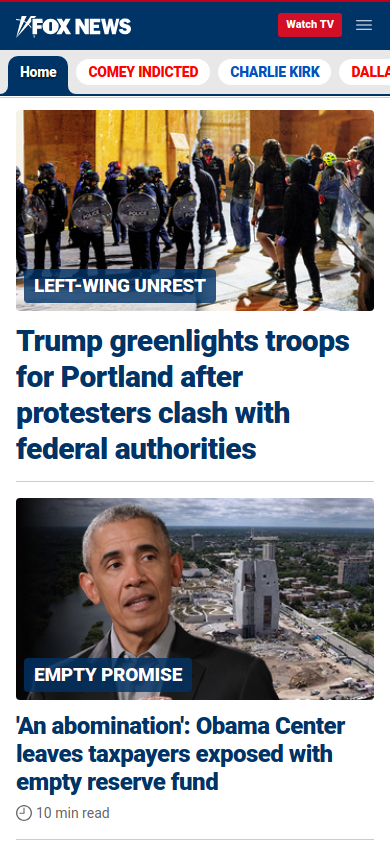 FOX NEWS
Watch TV
Home
COMEY INDICTED
CHARLIE KIRK
DALLA
POLICE
POLICE
LEFT-WING UNREST
Trump greenlights troops
for Portland after
protesters clash with
federal authorities
EMPTY PROMISE
'An abomination': Obama Center
leaves taxpayers exposed with
empty reserve fund
10 min read